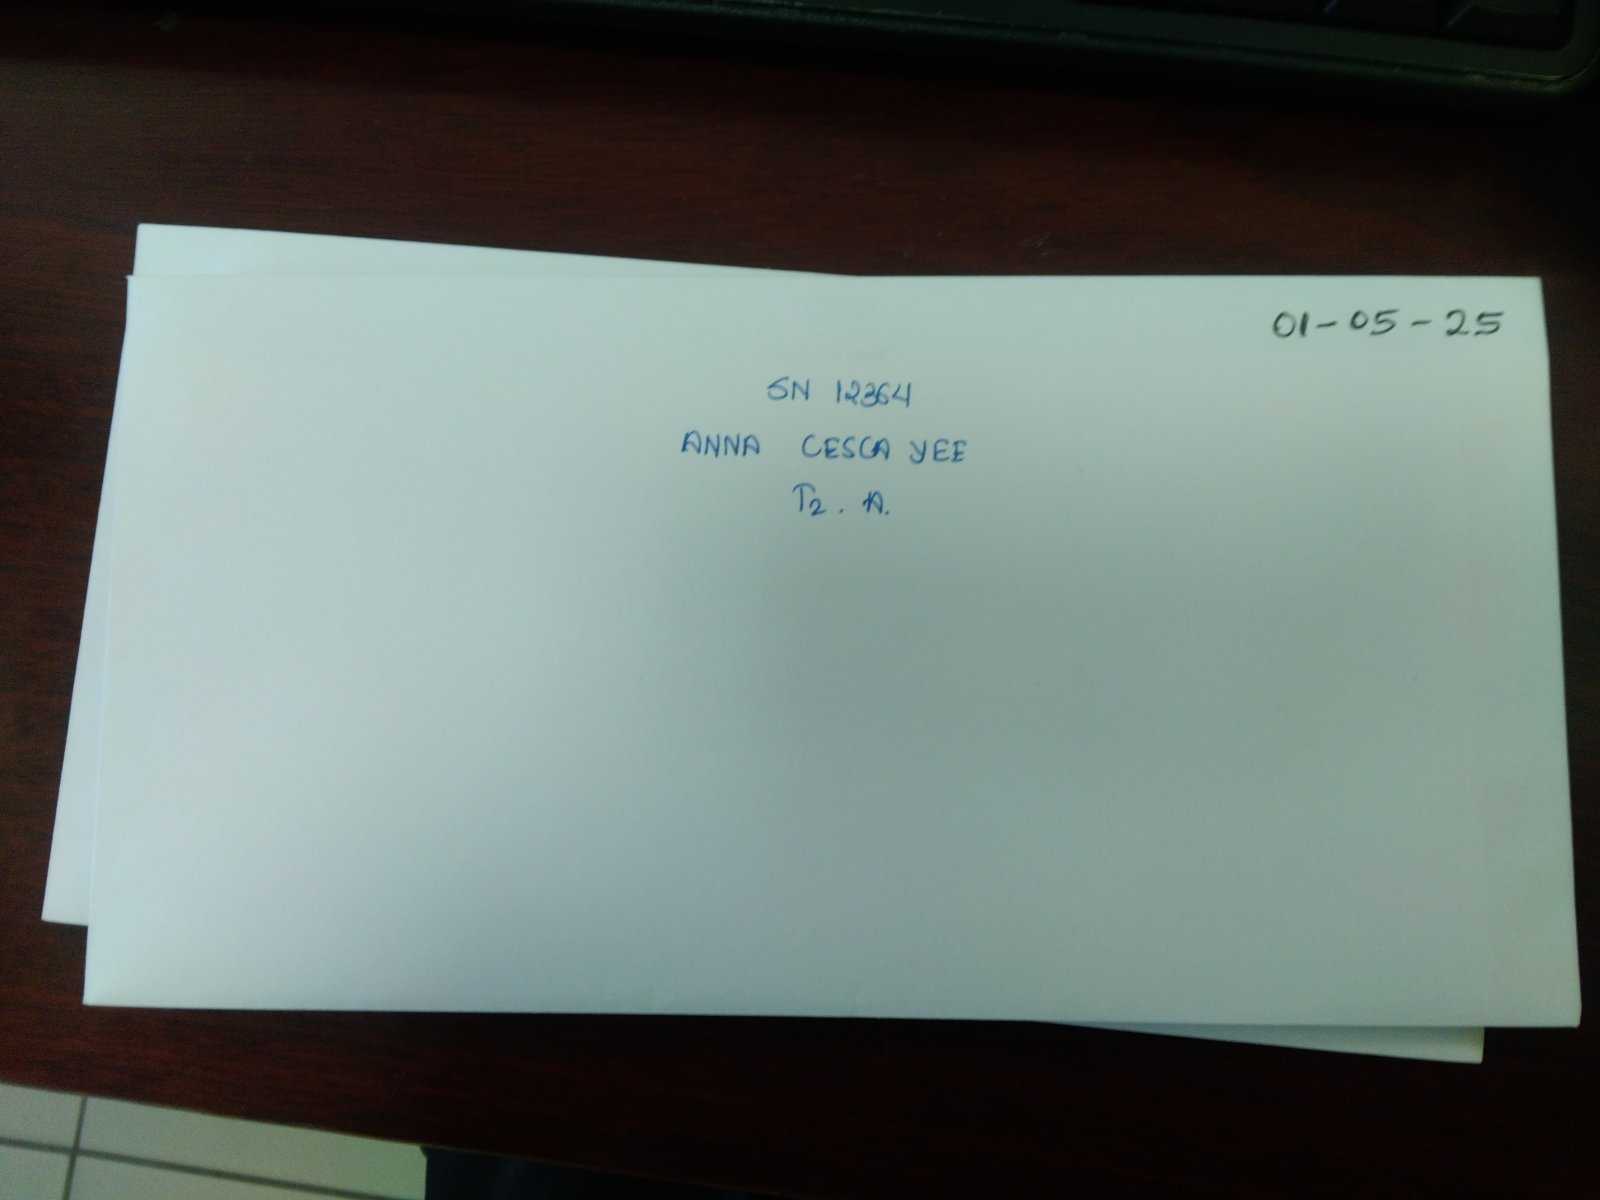 01-05-25
SN 12364
ANNA CESCA YEE
T2. A.